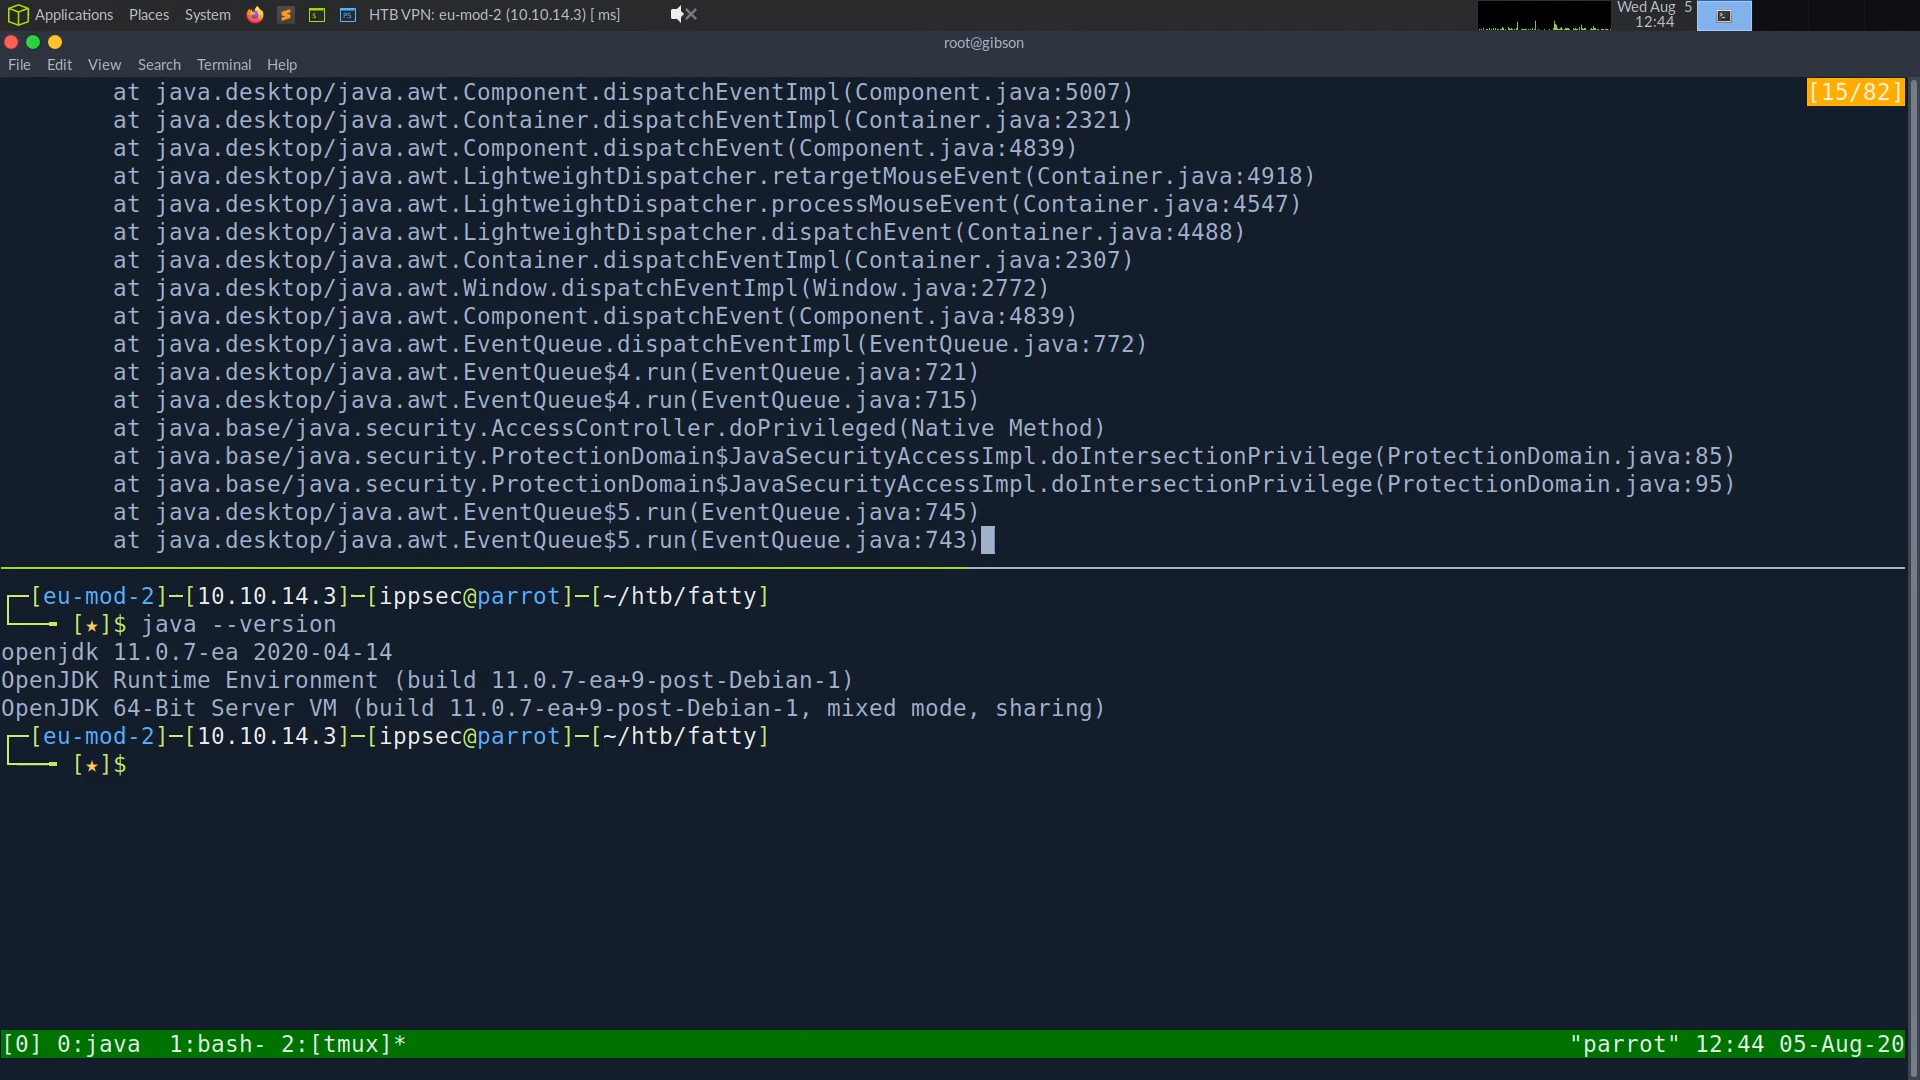 Applications Places System HTB VPN: eu-mod-2 (10.10.14.3) [ ms] Wed Aug 5
12:44
root@gibson
File Edit View Search Terminal Help
at java.desktop/java.awt.Component.dispatchEventImpl(Component.java:5007) [15/82]
at java.desktop/java.awt.Container.dispatchEventImpl(Container.java:2321)
at java.desktop/java.awt.Component.dispatchEvent(Component.java:4839)
at java.desktop/java.awt.LightweightDispatcher.retargetMouseEvent(Container.java:4918)
at java.desktop/java.awt.LightweightDispatcher.processMouseEvent(Container.java:4547)
at java.desktop/java.awt.LightweightDispatcher.dispatchEvent(Container.java:4488)
at java.desktop/java.awt.Container.dispatchEventImpl(Container.java:2307)
at java.desktop/java.awt.Window.dispatchEventImpl(Window.java:2772)
at java.desktop/java.awt.Component.dispatchEvent(Component.java:4839)
at java.desktop/java.awt.EventQueue.dispatchEventImpl(EventQueue.java:772)
at java.desktop/java.awt.EventQueue$4.run(EventQueue.java:721)
at java.desktop/java.awt.EventQueue$4.run(EventQueue.java:715)
at java.base/java.security.AccessController.doPrivileged(Native Method)
at java.base/java.security.ProtectionDomain$JavaSecurityAccessImpl.doIntersectionPrivilege(ProtectionDomain.java:85)
at java.base/java.security.ProtectionDomain$JavaSecurityAccessImpl.doIntersectionPrivilege(ProtectionDomain.java:95)
at java.desktop/java.awt.EventQueue$5.run(EventQueue.java:745)
at java.desktop/java.awt.EventQueue$5.run(EventQueue.java:743)
┌─[eu-mod-2]─[10.10.14.3]─[ippsec@parrot]─[~/htb/fatty]
└──╼ [★]$ java --version
openjdk 11.0.7-ea 2020-04-14
OpenJDK Runtime Environment (build 11.0.7-ea+9-post-Debian-1)
OpenJDK 64-Bit Server VM (build 11.0.7-ea+9-post-Debian-1, mixed mode, sharing)
┌─[eu-mod-2]─[10.10.14.3]─[ippsec@parrot]─[~/htb/fatty]
└──╼ [★]$
[0] 0:java 1:bash- 2:[tmux]* "parrot" 12:44 05-Aug-20